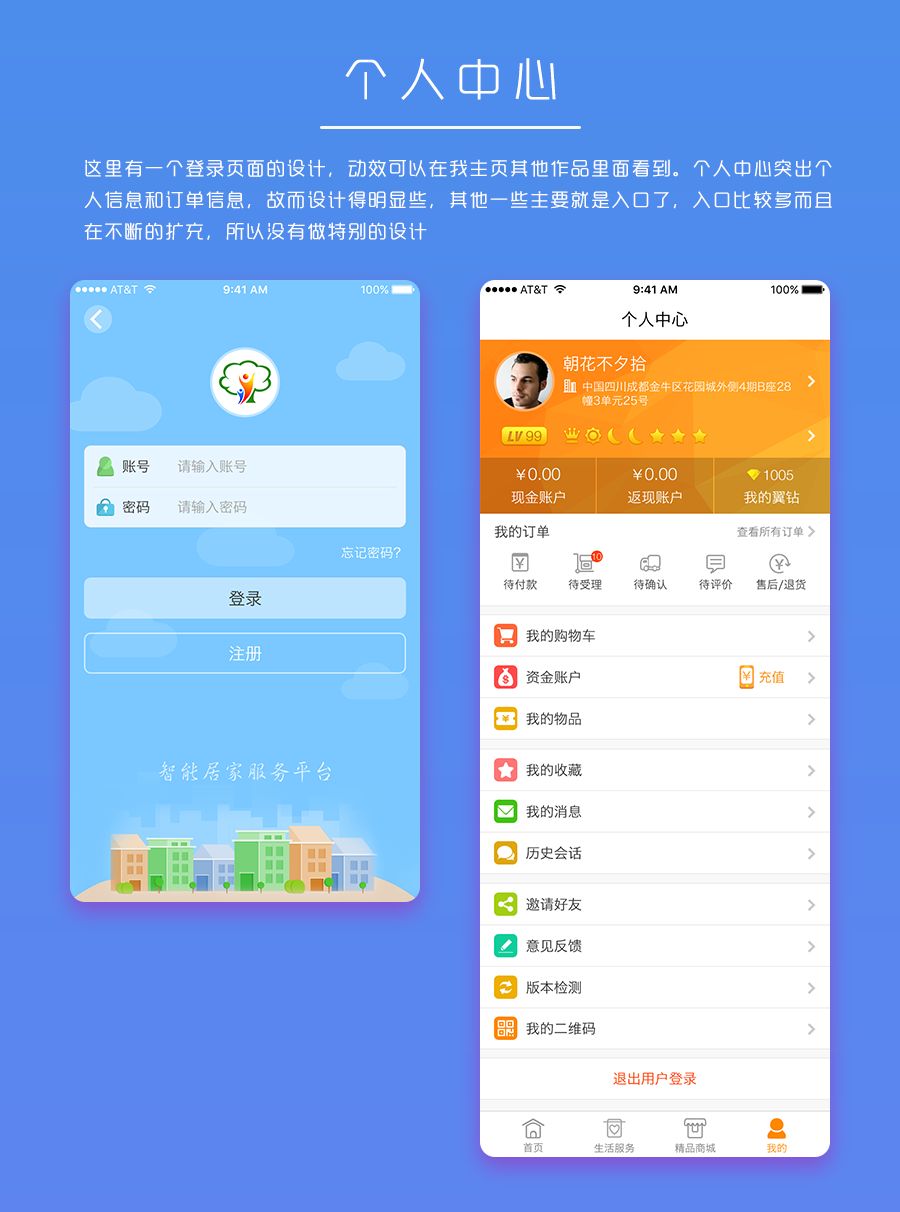 个人中心
这里有一个登录页面的设计，动效可以在我主页其他作品里面看到。个人中心突出个
人信息和订单信息，故而设计得明显些，其他一些主要就是入口了，入口比较多而且
在不断的扩充，所以没有做特别的设计
AT&T 9:41 AM 100%
账号 请输入账号
密码 请输入密码
忘记密码?
登录
注册
智能居家服务平台
AT&T 9:41 AM 100%
个人中心
朝花不夕拾
中国四川成都金牛区花园城外侧4期B座28
幢3单元25号
LV 99
￥0.00 ￥0.00 1005
现金账户 返现账户 我的翼钻
我的订单 查看所有订单
10
待付款 待受理 待确认 待评价 售后/退货
我的购物车
资金账户 充值
我的物品
我的收藏
我的消息
历史会话
邀请好友
意见反馈
版本检测
我的二维码
退出用户登录
首页 生活服务 精品商城 我的